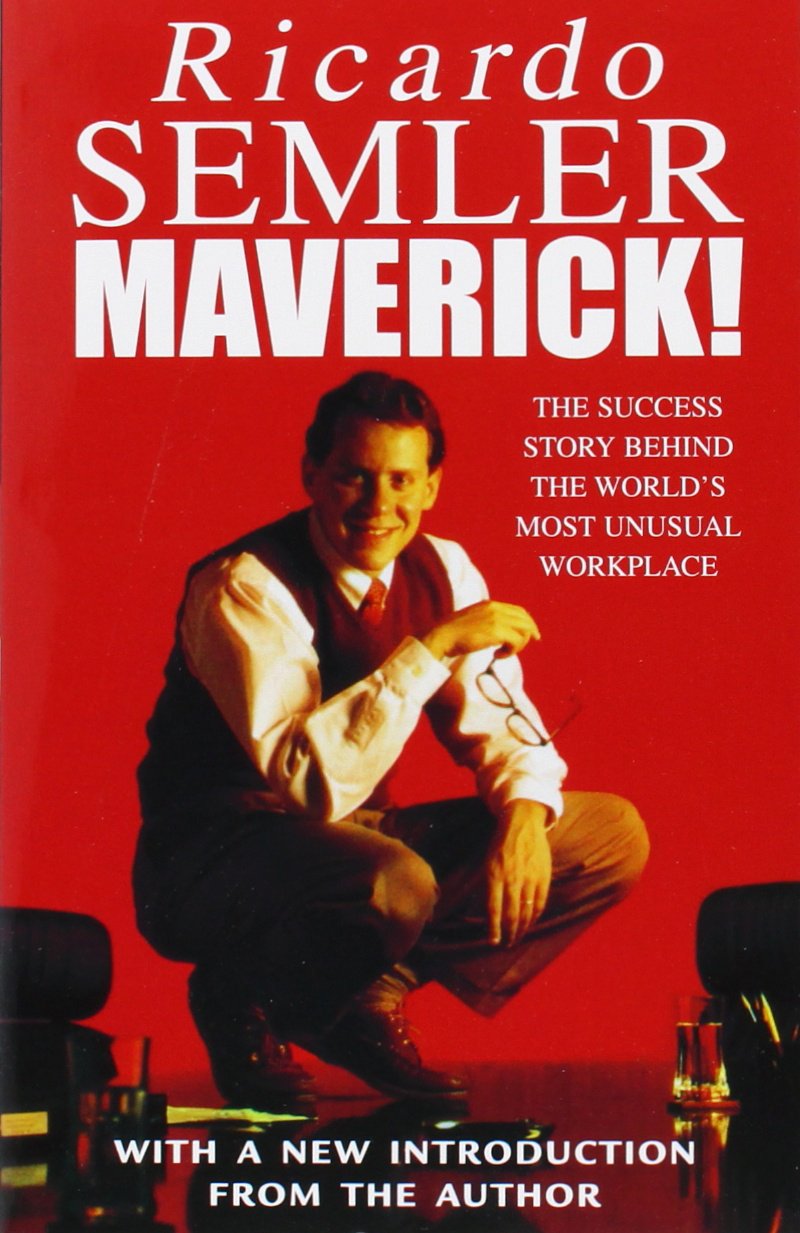 Ricardo
SEMLER
MAVERICK!
THE SUCCESS
STORY BEHIND
THE WORLD'S
MOST UNUSUAL
WORKPLACE
WITH A NEW INTRODUCTION
FROM THE AUTHOR